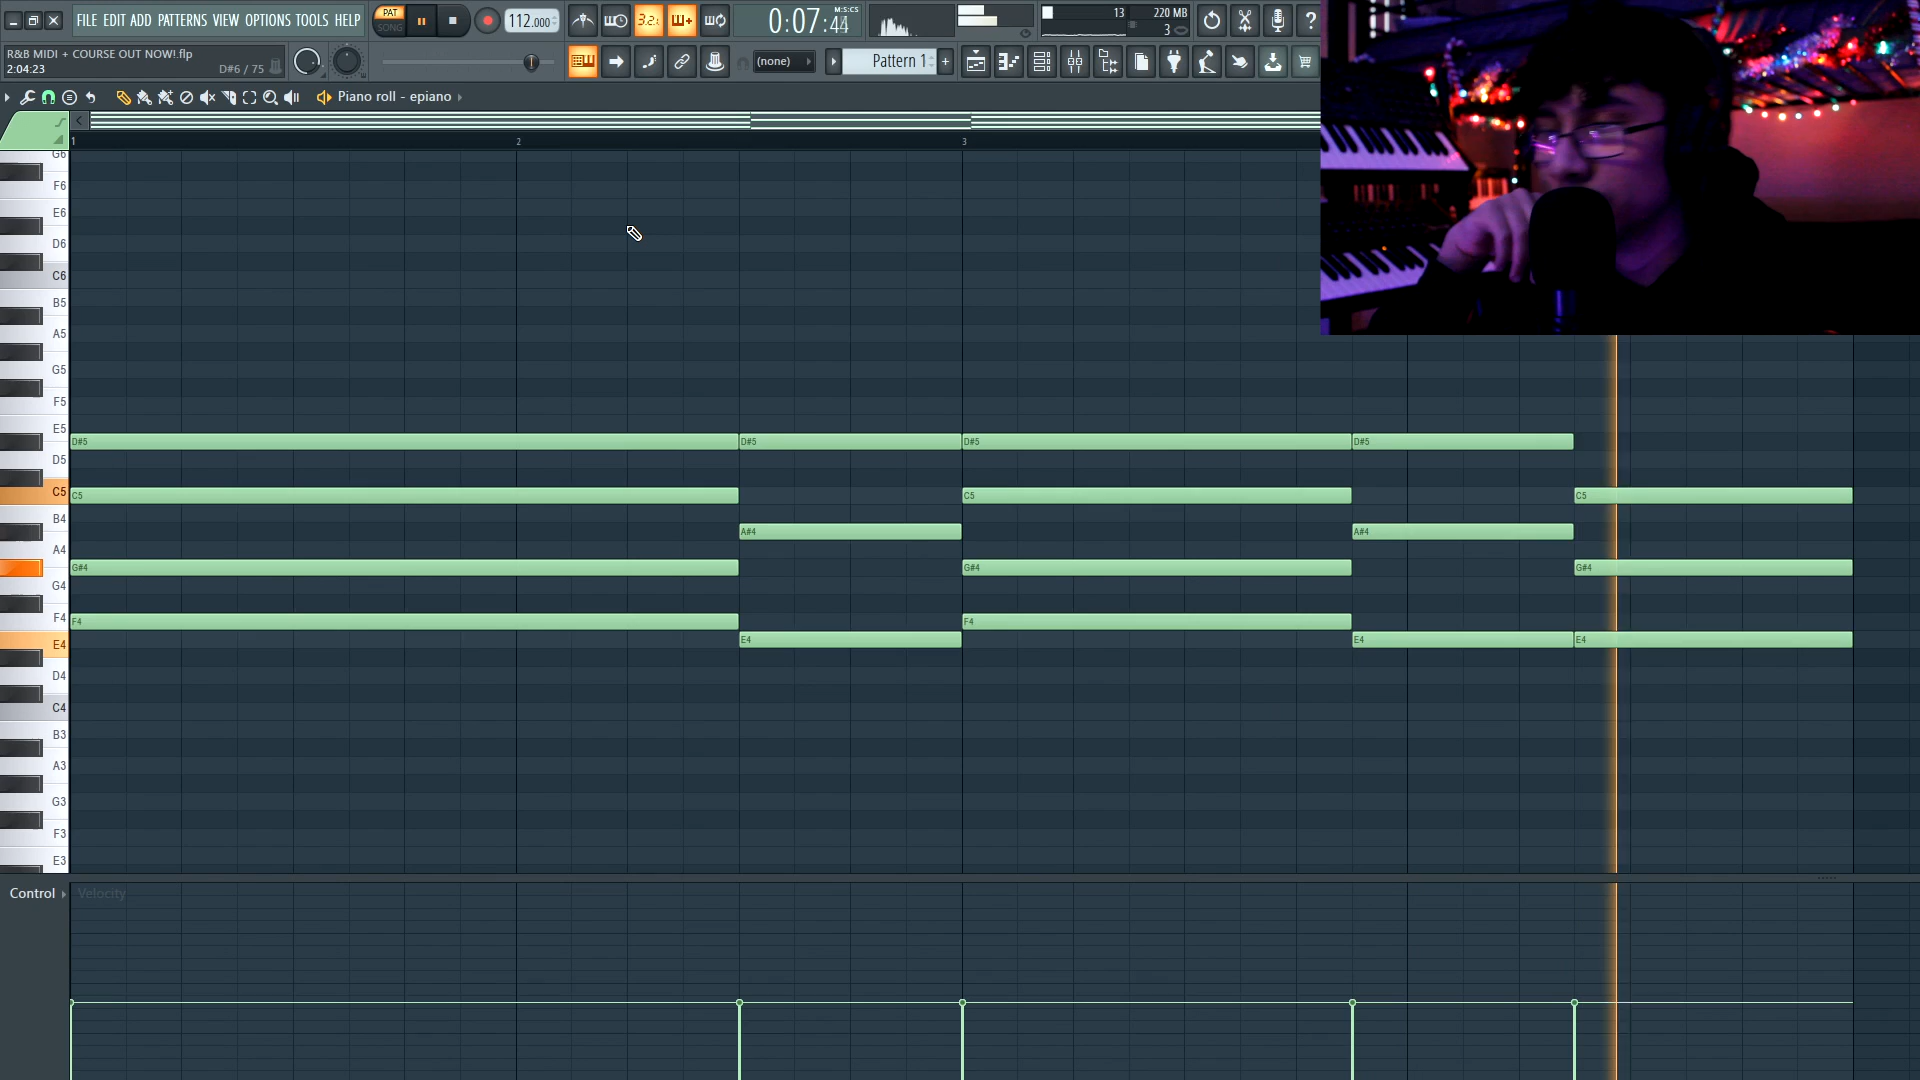 FILE EDIT ADD PATTERNS VIEW OPTIONS TOOLS HELP
PAT
SONG
112.000
3.2.
0:07:44
M:S:CS
13
220 MB
3
R&B MIDI + COURSE OUT NOW!.flp
2:04:23
D#6 / 75
(none)
Pattern 1
+
Piano roll - epiano
1
2
3
G6
F6
E6
D6
C6
B5
A5
G5
F5
E5
D#5 D#5 D#5 D#5
D5
C5
C5 C5 C5
B4
A#4 A#4
A4
G#4 G#4 G#4
G4
F4
F4 F4
E4
E4 E4 E4
D4
C4
B3
A3
G3
F3
E3
Control Velocity